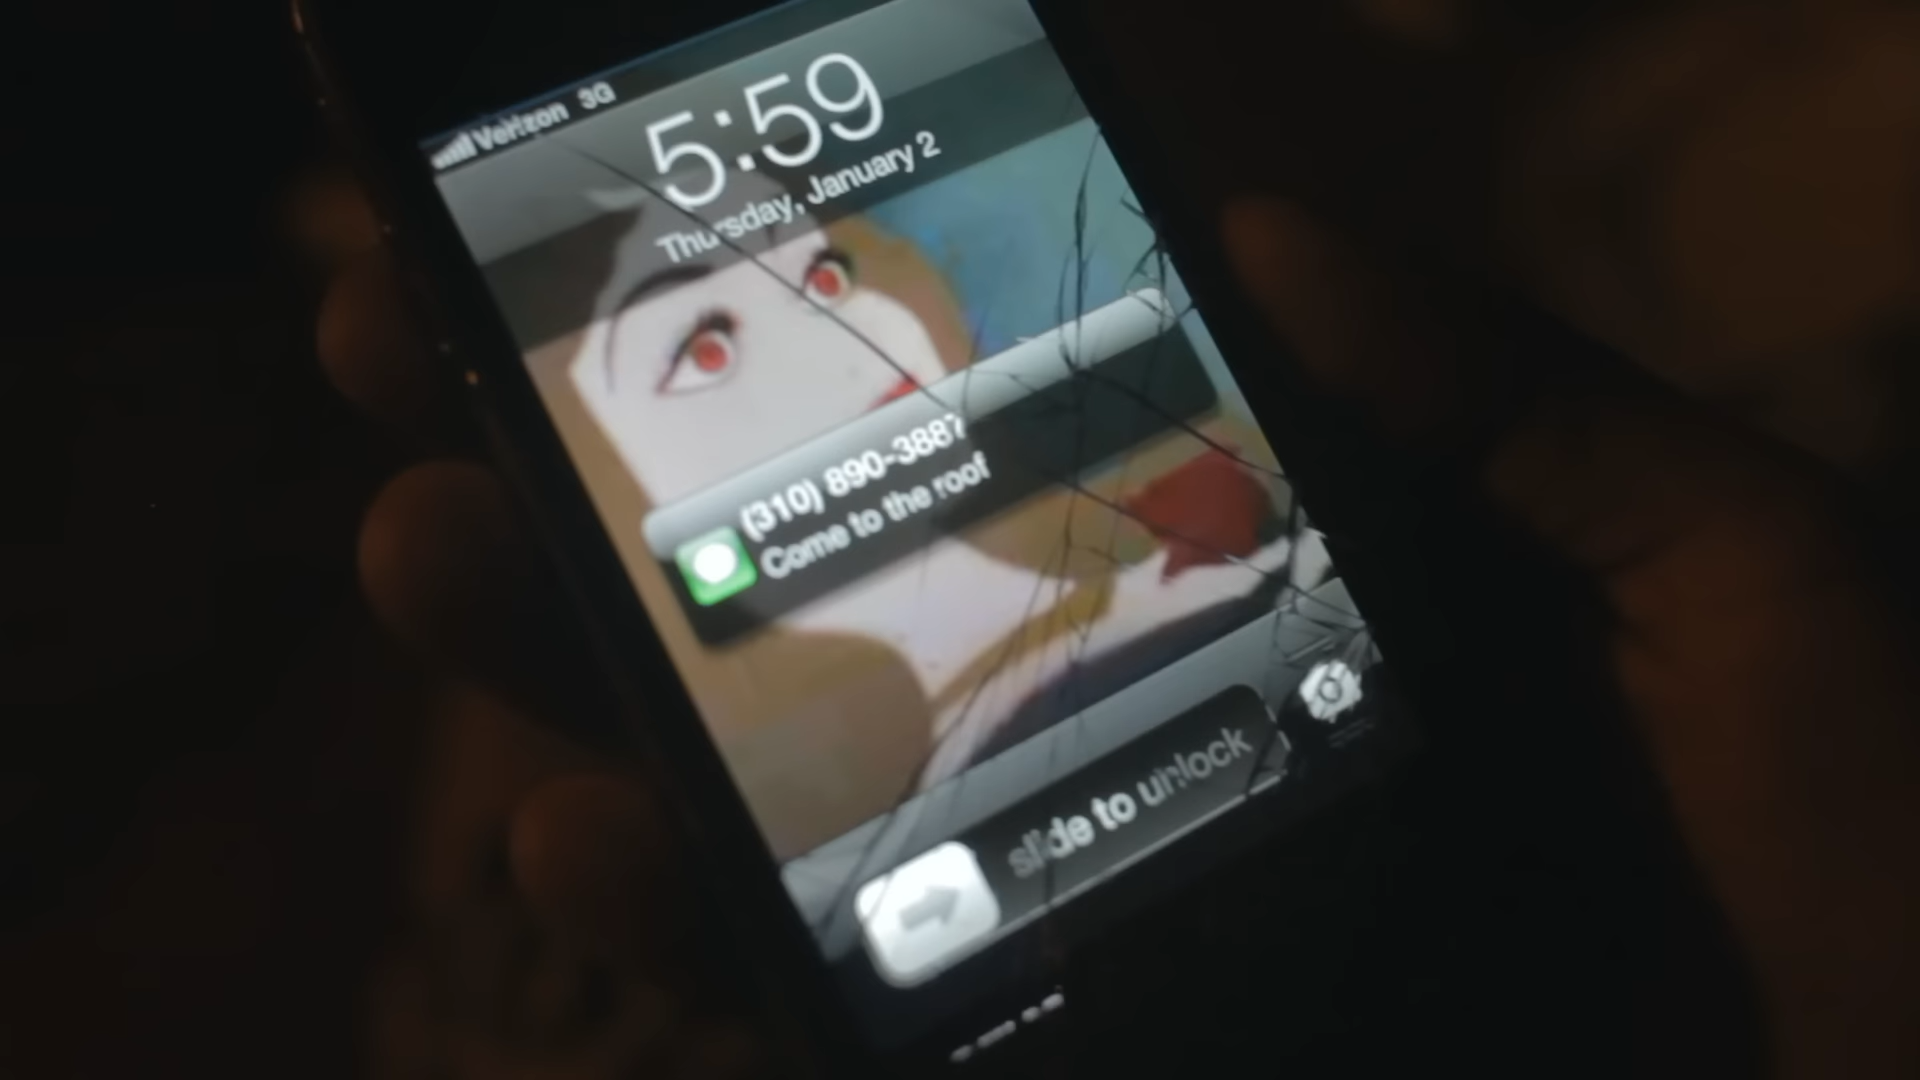 Verizon 3G
5:59
Thursday, January 2
(310) 890-3887
Come to the roof
slide to unlock